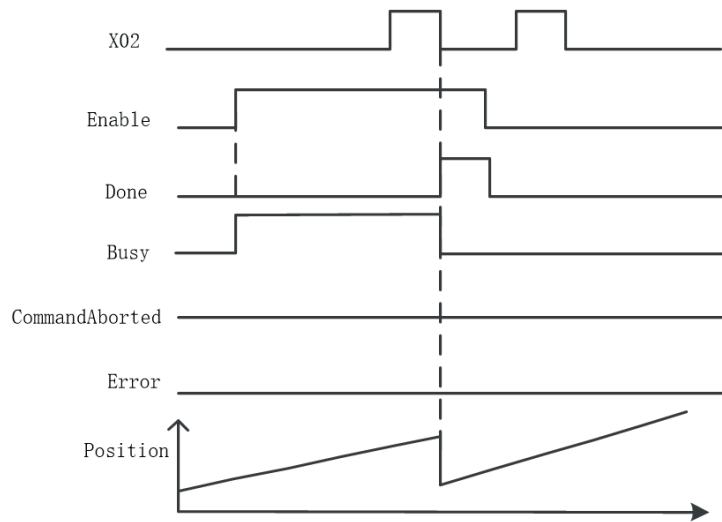 X02
Enable
Done
Busy
CommandAborted
Error
Position